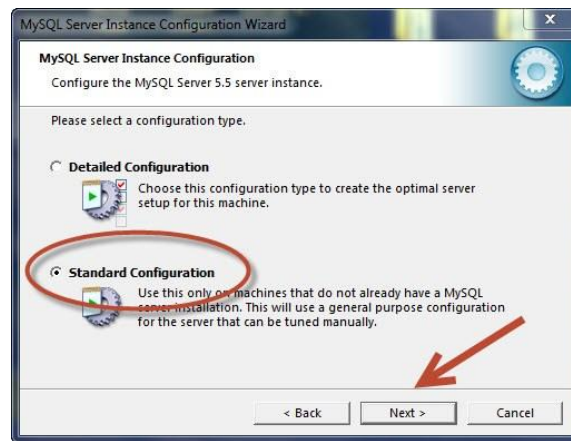 MySQL Server Instance Configuration Wizard
X
MySQL Server Instance Configuration
Configure the MySQL Server 5.5 server instance.
Please select a configuration type.
Detailed Configuration
Choose this configuration type to create the optimal server
setup for this machine.
Standard Configuration
Use this only on machines that do not already have a MySQL
server installation. This will use a general purpose configuration
for the server that can be tuned manually.
< Back
Next >
Cancel